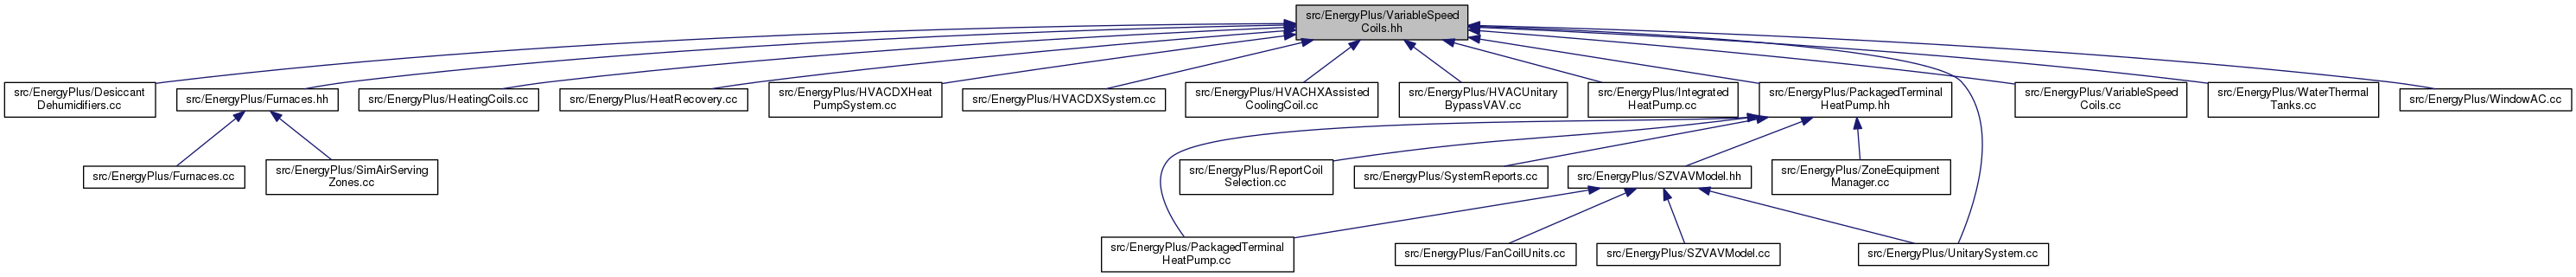 src/EnergyPlus/VariableSpeed
Coils.hh
src/EnergyPlus/Desiccant
Dehumidifiers.cc
src/EnergyPlus/Furnaces.hh
src/EnergyPlus/HeatingCoils.cc
src/EnergyPlus/HeatRecovery.cc
src/EnergyPlus/HVACDXHeat
PumpSystem.cc
src/EnergyPlus/HVACDXSystem.cc
src/EnergyPlus/HVACHXAssisted
CoolingCoil.cc
src/EnergyPlus/HVACUnitary
BypassVAV.cc
src/EnergyPlus/Integrated
HeatPump.cc
src/EnergyPlus/PackagedTerminal
HeatPump.hh
src/EnergyPlus/VariableSpeed
Coils.cc
src/EnergyPlus/WaterThermal
Tanks.cc
src/EnergyPlus/WindowAC.cc
src/EnergyPlus/Furnaces.cc
src/EnergyPlus/SimAirServing
Zones.cc
src/EnergyPlus/ReportCoil
Selection.cc
src/EnergyPlus/SystemReports.cc
src/EnergyPlus/SZVAVModel.hh
src/EnergyPlus/ZoneEquipment
Manager.cc
src/EnergyPlus/PackagedTerminal
HeatPump.cc
src/EnergyPlus/FanCoilUnits.cc
src/EnergyPlus/SZVAVModel.cc
src/EnergyPlus/UnitarySystem.cc